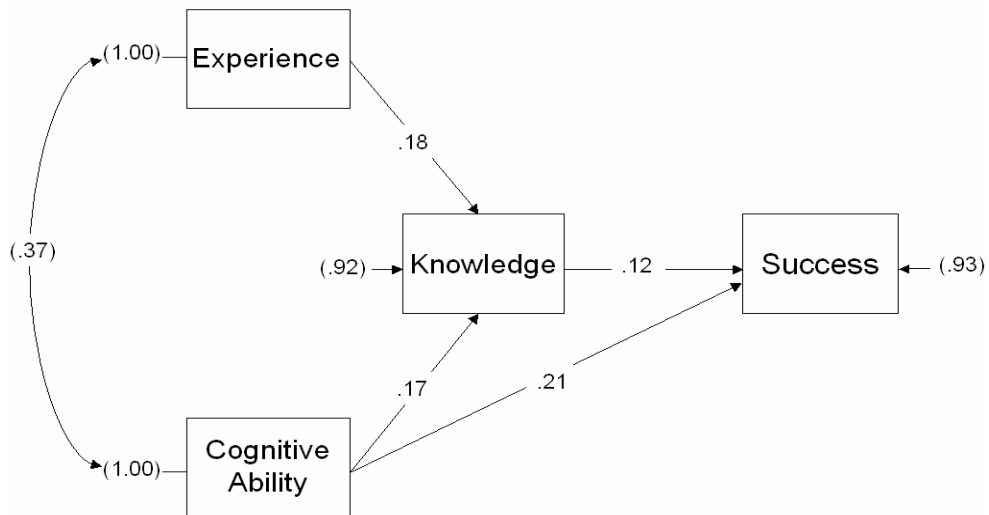 (1.00)
Experience
.18
(.37)
(.92)
Knowledge
.12
Success
(.93)
.17
.21
(1.00)
Cognitive
Ability